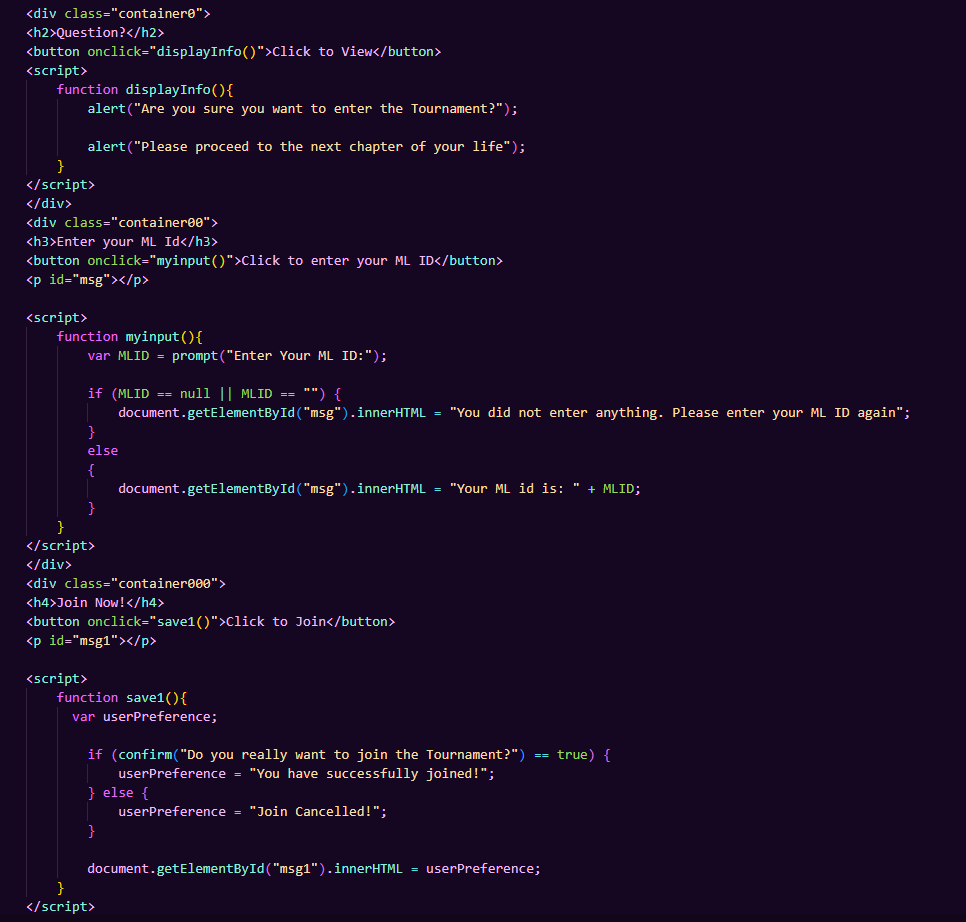 <div class="container0">
<h2>Question?</h2>
<button onclick="displayInfo()">Click to View</button>
<script>
    function displayInfo(){
        alert("Are you sure you want to enter the Tournament?");

        alert("Please proceed to the next chapter of your life");
    }
</script>
</div>
<div class="container00">
<h3>Enter your ML Id</h3>
<button onclick="myinput()">Click to enter your ML ID</button>
<p id="msg"></p>

<script>
    function myinput(){
        var MLID = prompt("Enter Your ML ID:");

        if (MLID == null || MLID == "") {
            document.getElementById("msg").innerHTML = "You did not enter anything. Please enter your ML ID again";
        }
        else
        {
            document.getElementById("msg").innerHTML = "Your ML id is: " + MLID;
        }
    }
</script>
</div>
<div class="container000">
<h4>Join Now!</h4>
<button onclick="save1()">Click to Join</button>
<p id="msg1"></p>

<script>
    function save1(){
      var userPreference;

        if (confirm("Do you really want to join the Tournament?") == true) {
            userPreference = "You have successfully joined!";
        } else {
            userPreference = "Join Cancelled!";
        }

        document.getElementById("msg1").innerHTML = userPreference;
    }
</script>